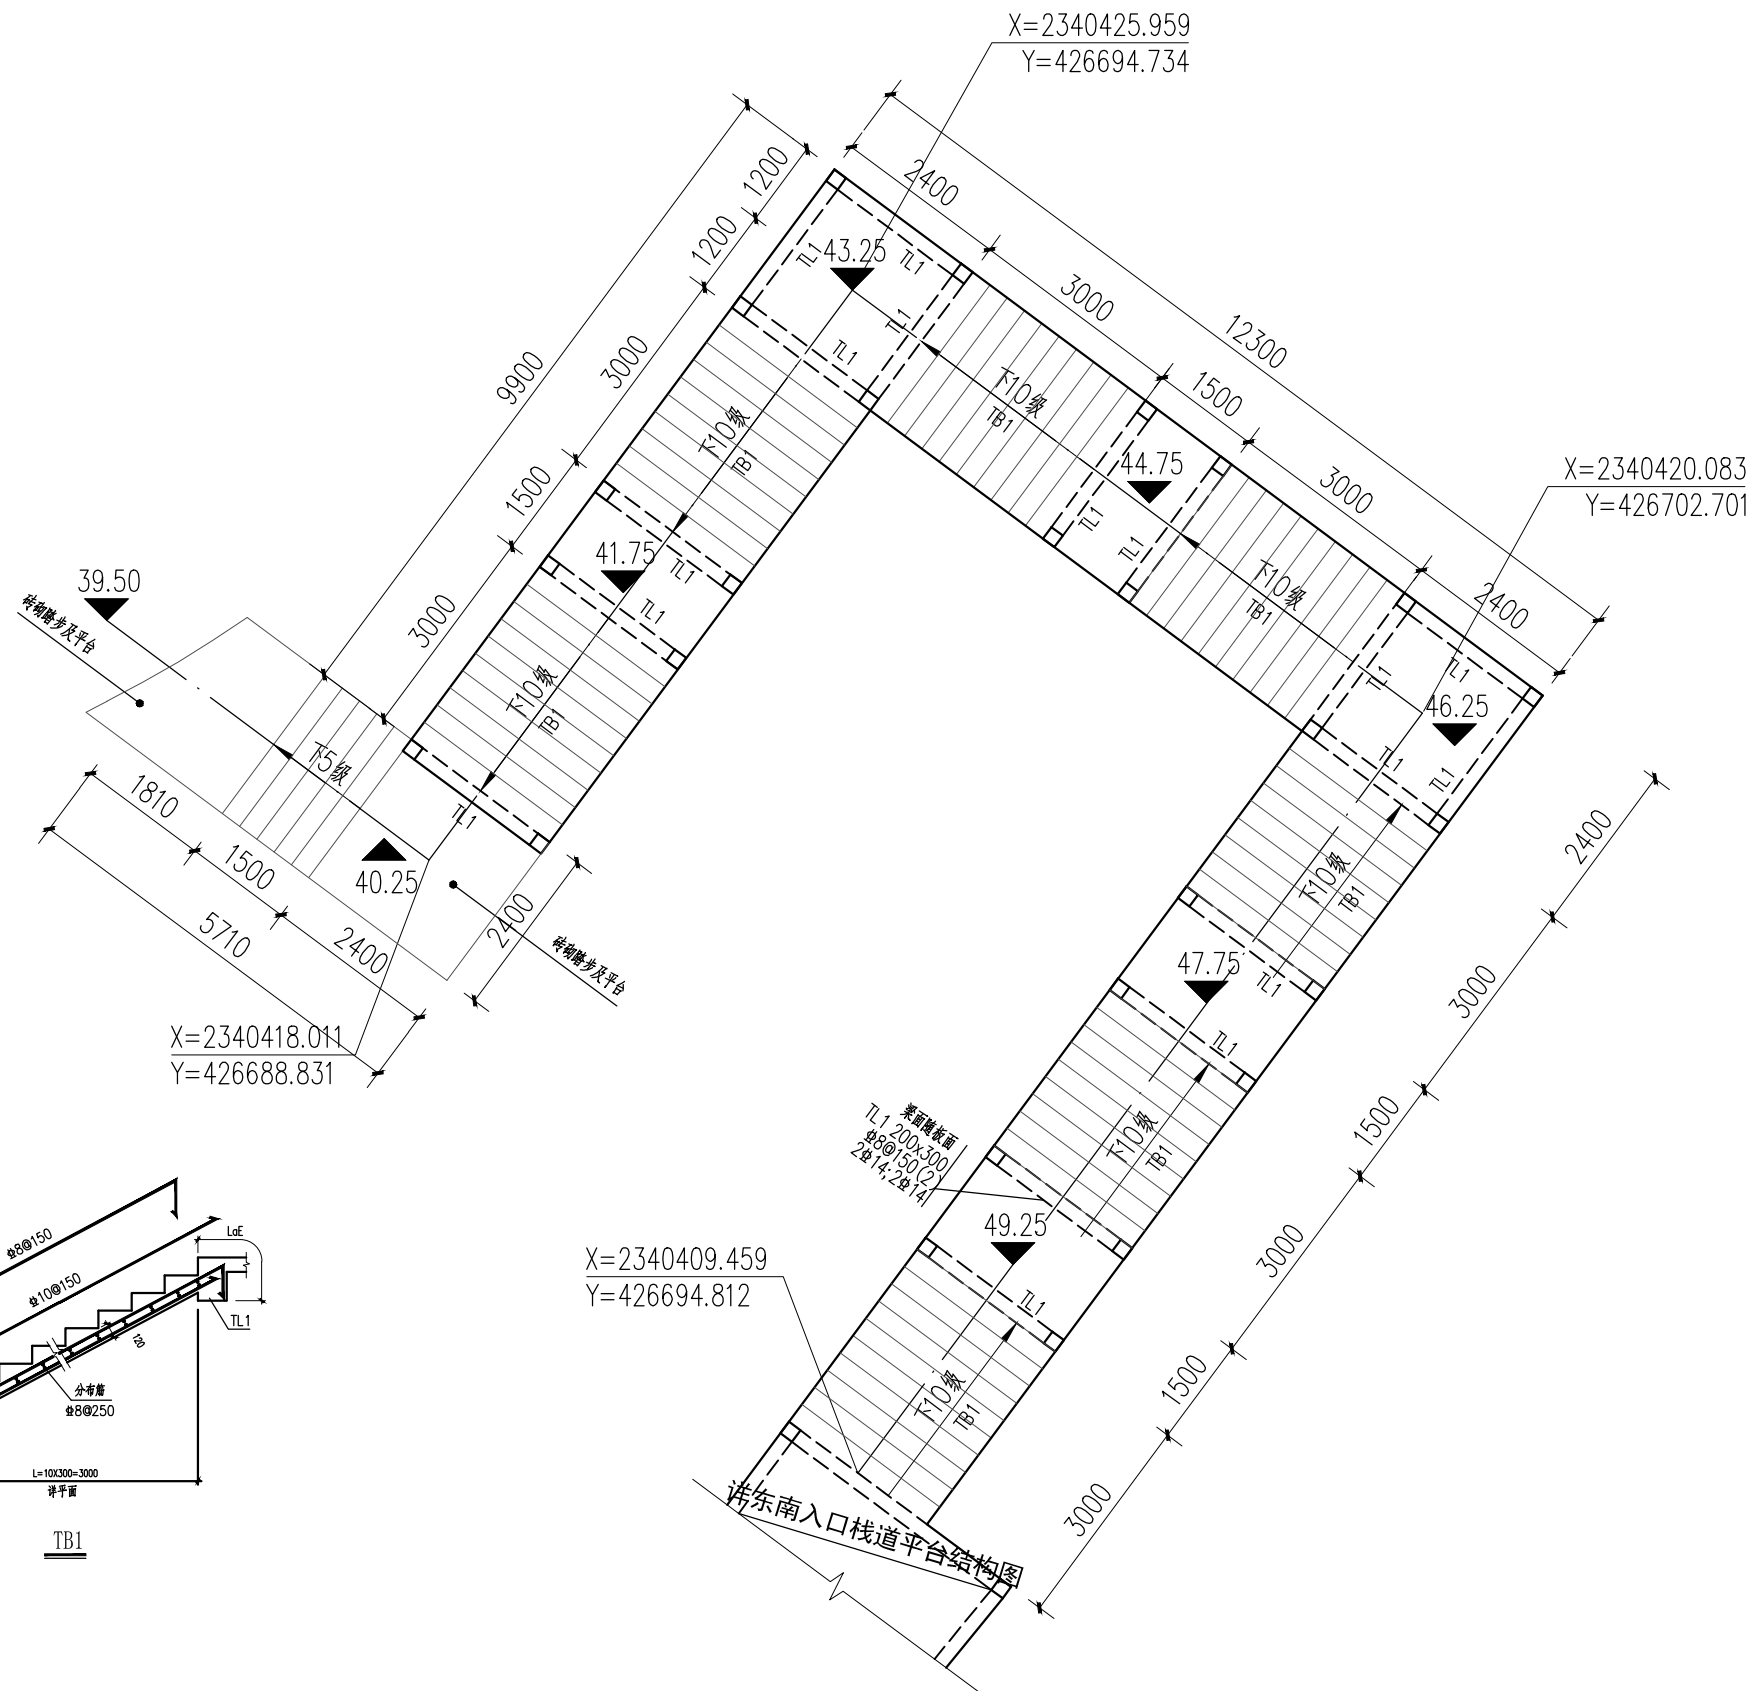 X=2340425.959
Y=426694.734
1200
1200
3000
1500
3000
9900
2400
3000
1500
3000
2400
12300
43.25
TL1
TL1
TL1
TL1
下10级
TB1
下10级
TB1
44.75
TL1
TL1
X=2340420.083
Y=426702.701
下10级
TB1
41.75
TL1
TL1
39.50
砖砌踏步及平台
下10级
TB1
TL1
TL1
46.25
TL1
TL1
下5级
TL1
40.25
1810
1500
2400
5710
2400
砖砌踏步及平台
X=2340418.011
Y=426688.831
下10级
TB1
2400
3000
1500
3000
1500
3000
47.75
TL1
TL1
下10级
TB1
梁面随板面
TL1 200x300
Φ8@150(2)
2Φ14;2Φ14
49.25
TL1
X=2340409.459
Y=426694.812
下10级
TB1
详东南入口栈道平台结构图
Φ8@150
LaE
Φ10@150
TL1
120
分布筋
Φ8@250
L=10X300=3000
详平面
TB1